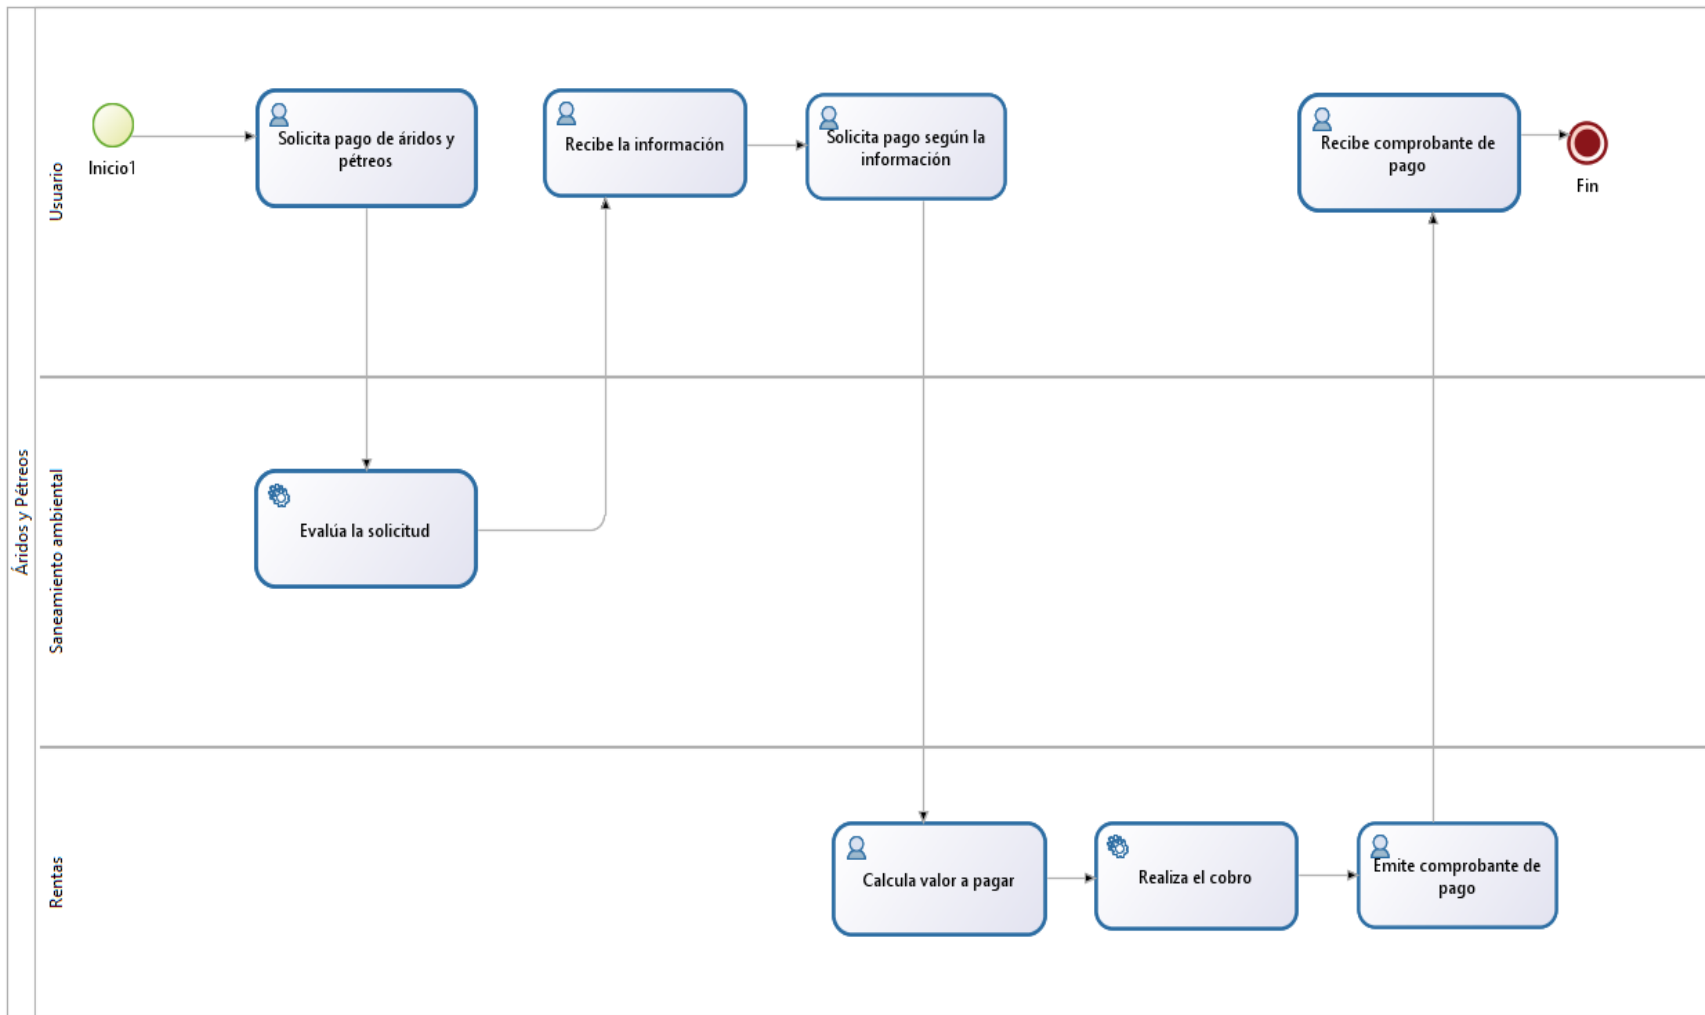 Áridos y Pétreos
Usuario
Inicio1
Solicita pago de áridos y
pétreos
Recibe la información
Solicita pago según la
información
Recibe comprobante de
pago
Fin
Saneamiento ambiental
Evalúa la solicitud
Rentas
Calcula valor a pagar
Realiza el cobro
Emite comprobante de
pago